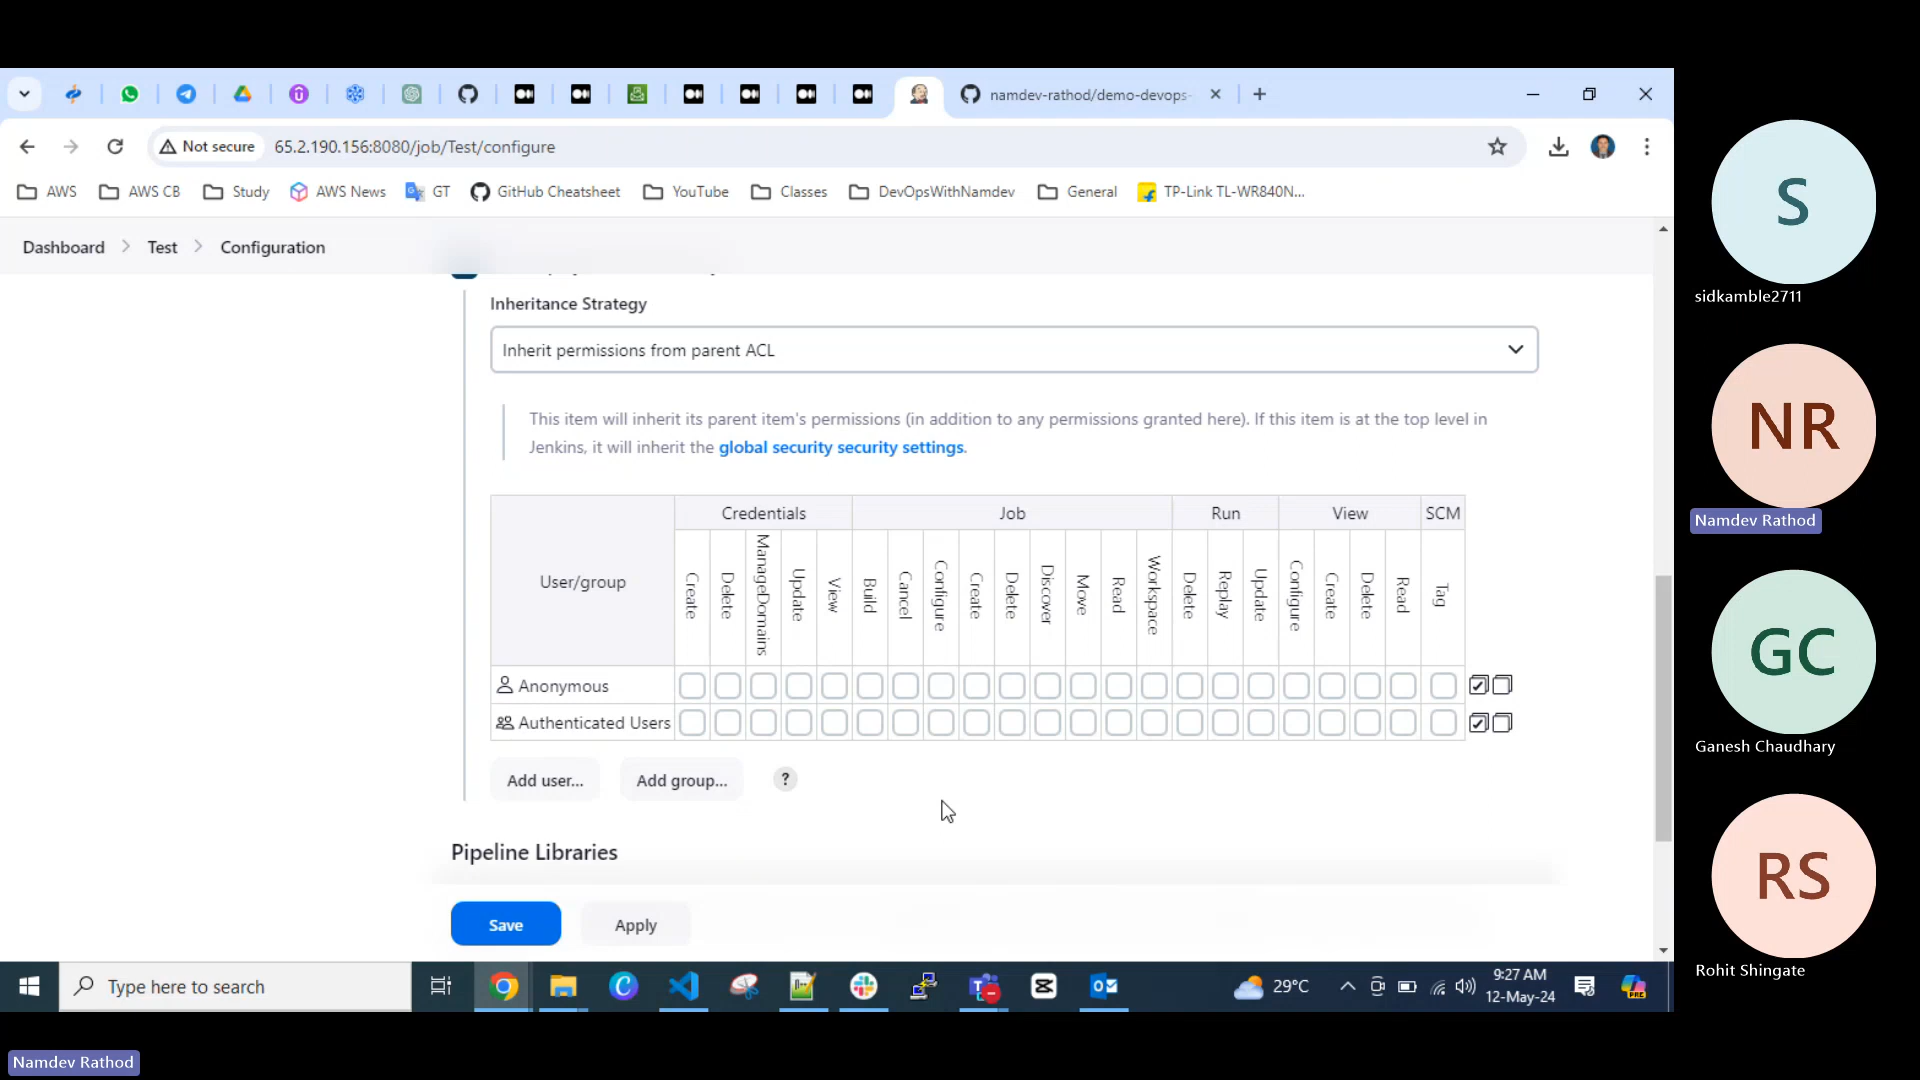 namdev-rathod/demo-devops-
Not secure
65.2.190.156:8080/job/Test/configure
AWS
AWS CB
Study
AWS News
GT
GitHub Cheatsheet
YouTube
Classes
DevOpsWithNamdev
General
TP-Link TL-WR840N...
Dashboard
Test
Configuration
Inheritance Strategy
Inherit permissions from parent ACL
This item will inherit its parent item's permissions (in addition to any permissions granted here). If this item is at the top level in
Jenkins, it will inherit the global security security settings.
User/group
Credentials
Job
Run
View
SCM
Create
Delete
ManageDomains
Update
View
Build
Cancel
Configure
Create
Delete
Discover
Move
Read
Workspace
Delete
Replay
Update
Configure
Create
Delete
Read
Tag
Anonymous
Authenticated Users
Add user...
Add group...
?
Pipeline Libraries
Save
Apply
Type here to search
29°C
9:27 AM
12-May-24
S
sidkamble2711
NR
Namdev Rathod
GC
Ganesh Chaudhary
RS
Rohit Shingate
Namdev Rathod